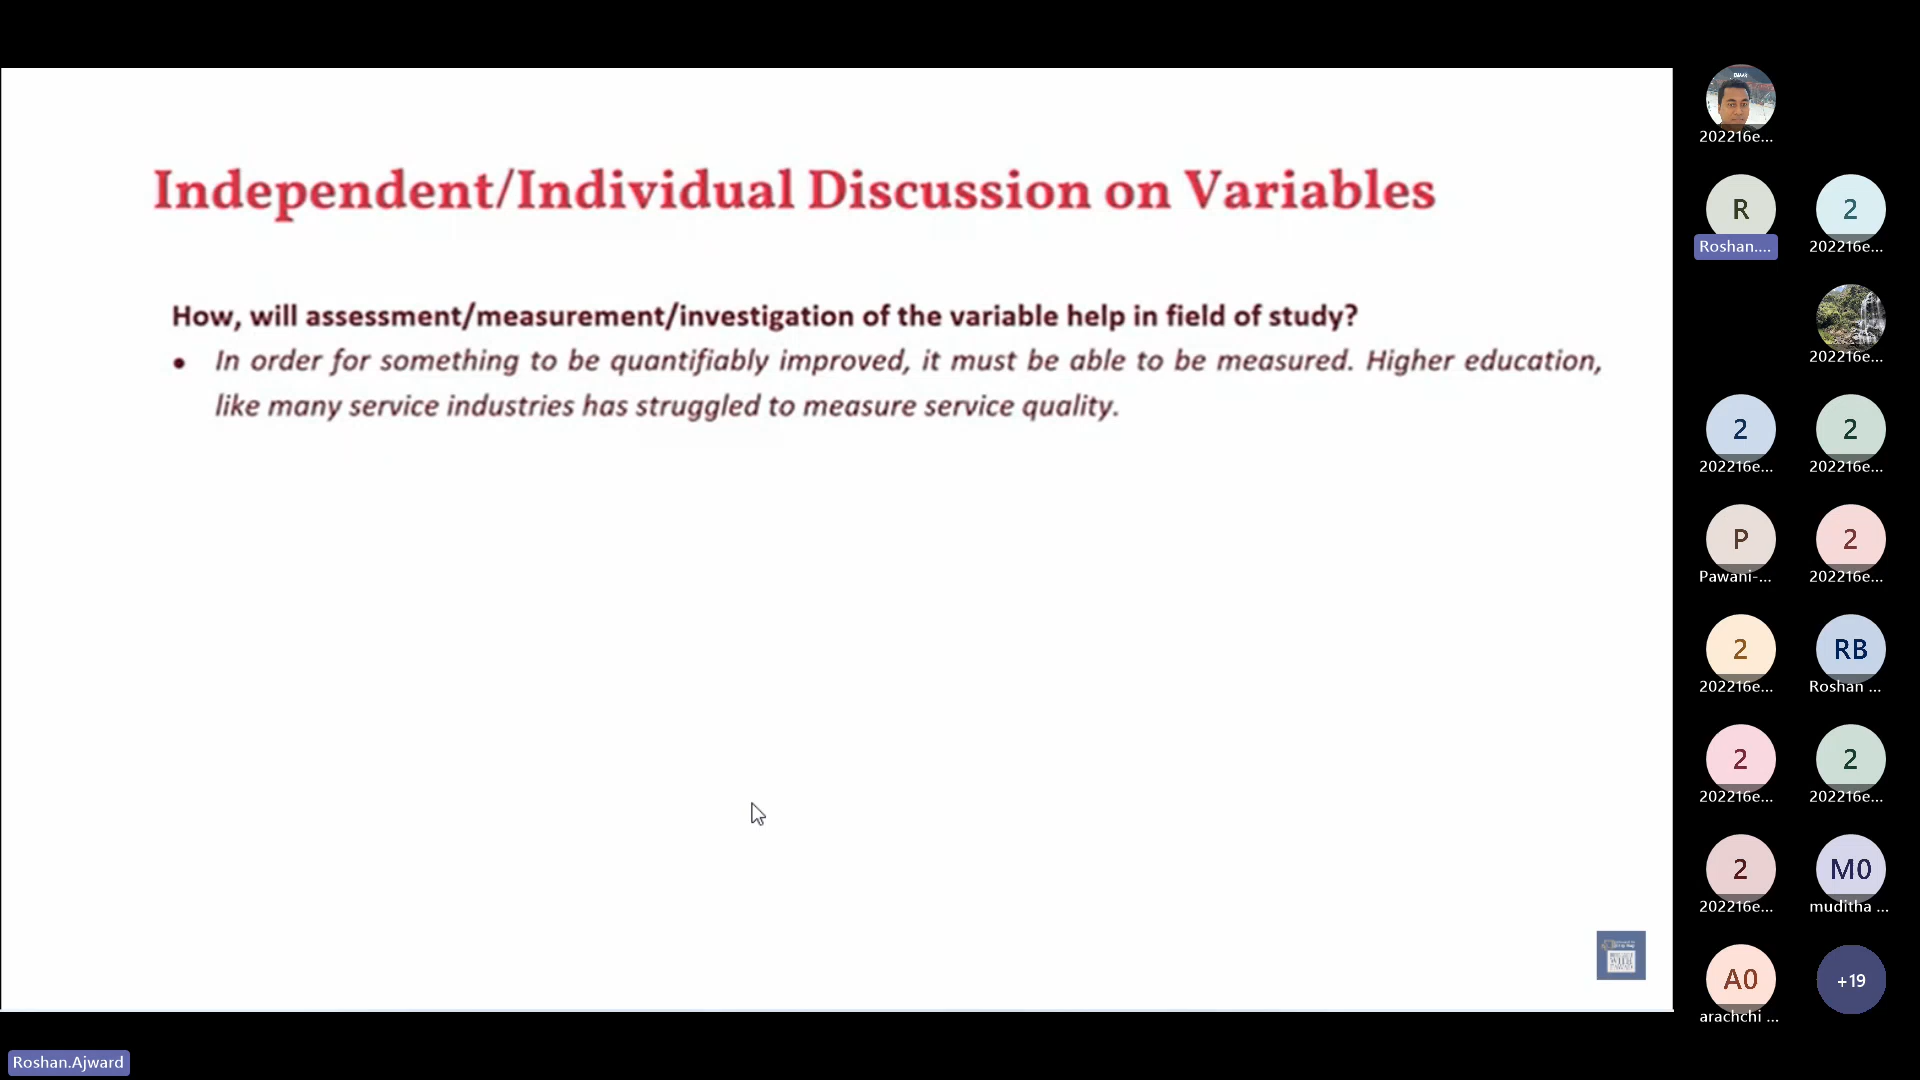 Independent/Individual Discussion on Variables
How, will assessment/measurement/investigation of the variable help in field of study?
• In order for something to be quantifiably improved, it must be able to be measured. Higher education,
like many service industries has struggled to measure service quality.
202216e...
R
Roshan....
2
202216e...
202216e...
2
202216e...
2
202216e...
P
Pawani-...
2
202216e...
2
202216e...
RB
Roshan ...
2
202216e...
2
202216e...
2
202216e...
M0
muditha ...
A0
arachchi ...
+19
Roshan.Ajward